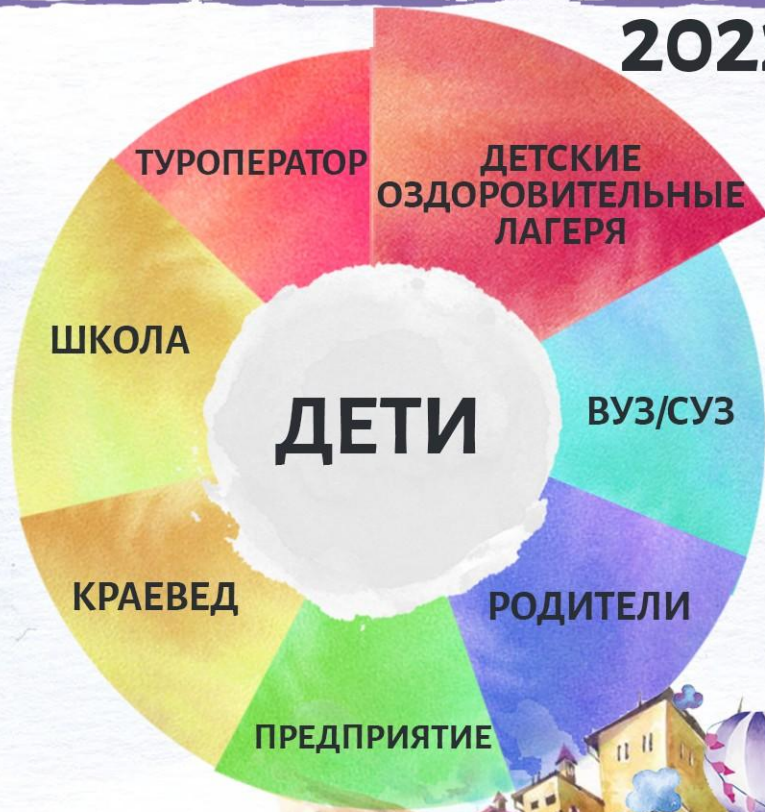 ТУРОПЕРАТОР
ДЕТСКИЕ
ОЗДОРОВИТЕЛЬНЫЕ
ЛАГЕРЯ
ШКОЛА
ДЕТИ
ВУЗ/СУЗ
КРАЕВЕД
РОДИТЕЛИ
ПРЕДПРИЯТИЕ